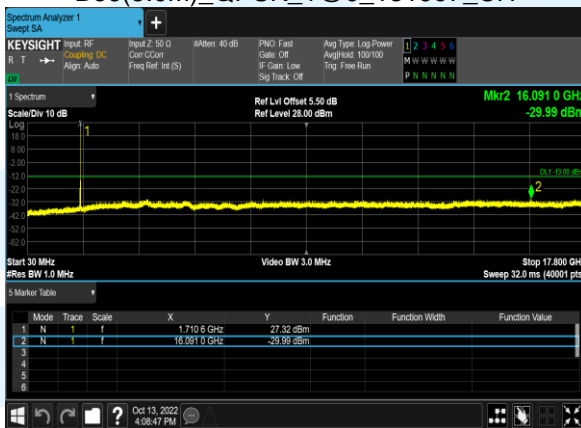 Spectrum Analyzer 1
Swept SA
+
KEYSIGHT
R T
LW
Input: RF
Coupling: DC
Align: Auto
Input Z: 50 Ω
Corr CCorr
Freq Ref: Int (S)
#Atten: 40 dB
PNO: Fast
Gate: Off
IF Gain: Low
Sig Track: Off
Avg Type: Log-Power
Avg|Hold: 100/100
Trig: Free Run
1 2 3 4 5 6
M W W W W W
P N N N N N
1 Spectrum
Scale/Div 10 dB
Ref Lvl Offset 5.50 dB
Ref Level 28.00 dBm
Mkr2 16.091 0 GHz
-29.99 dBm
Log
18.0
8.00
-2.00
-12.0
-22.0
-32.0
-42.0
-52.0
-62.0
1
DL1 -13.00 dBm
2
Start 30 MHz
#Res BW 1.0 MHz
Video BW 3.0 MHz
Stop 17.800 GH
Sweep 32.0 ms (40001 pts
5 Marker Table
Mode Trace Scale X Y Function Function Width Function Value
1 N 1 f 1.710 6 GHz 27.32 dBm
2 N 1 f 16.091 0 GHz -29.99 dBm
3
4
5
6
?
Oct 13, 2022
4:08:47 PM